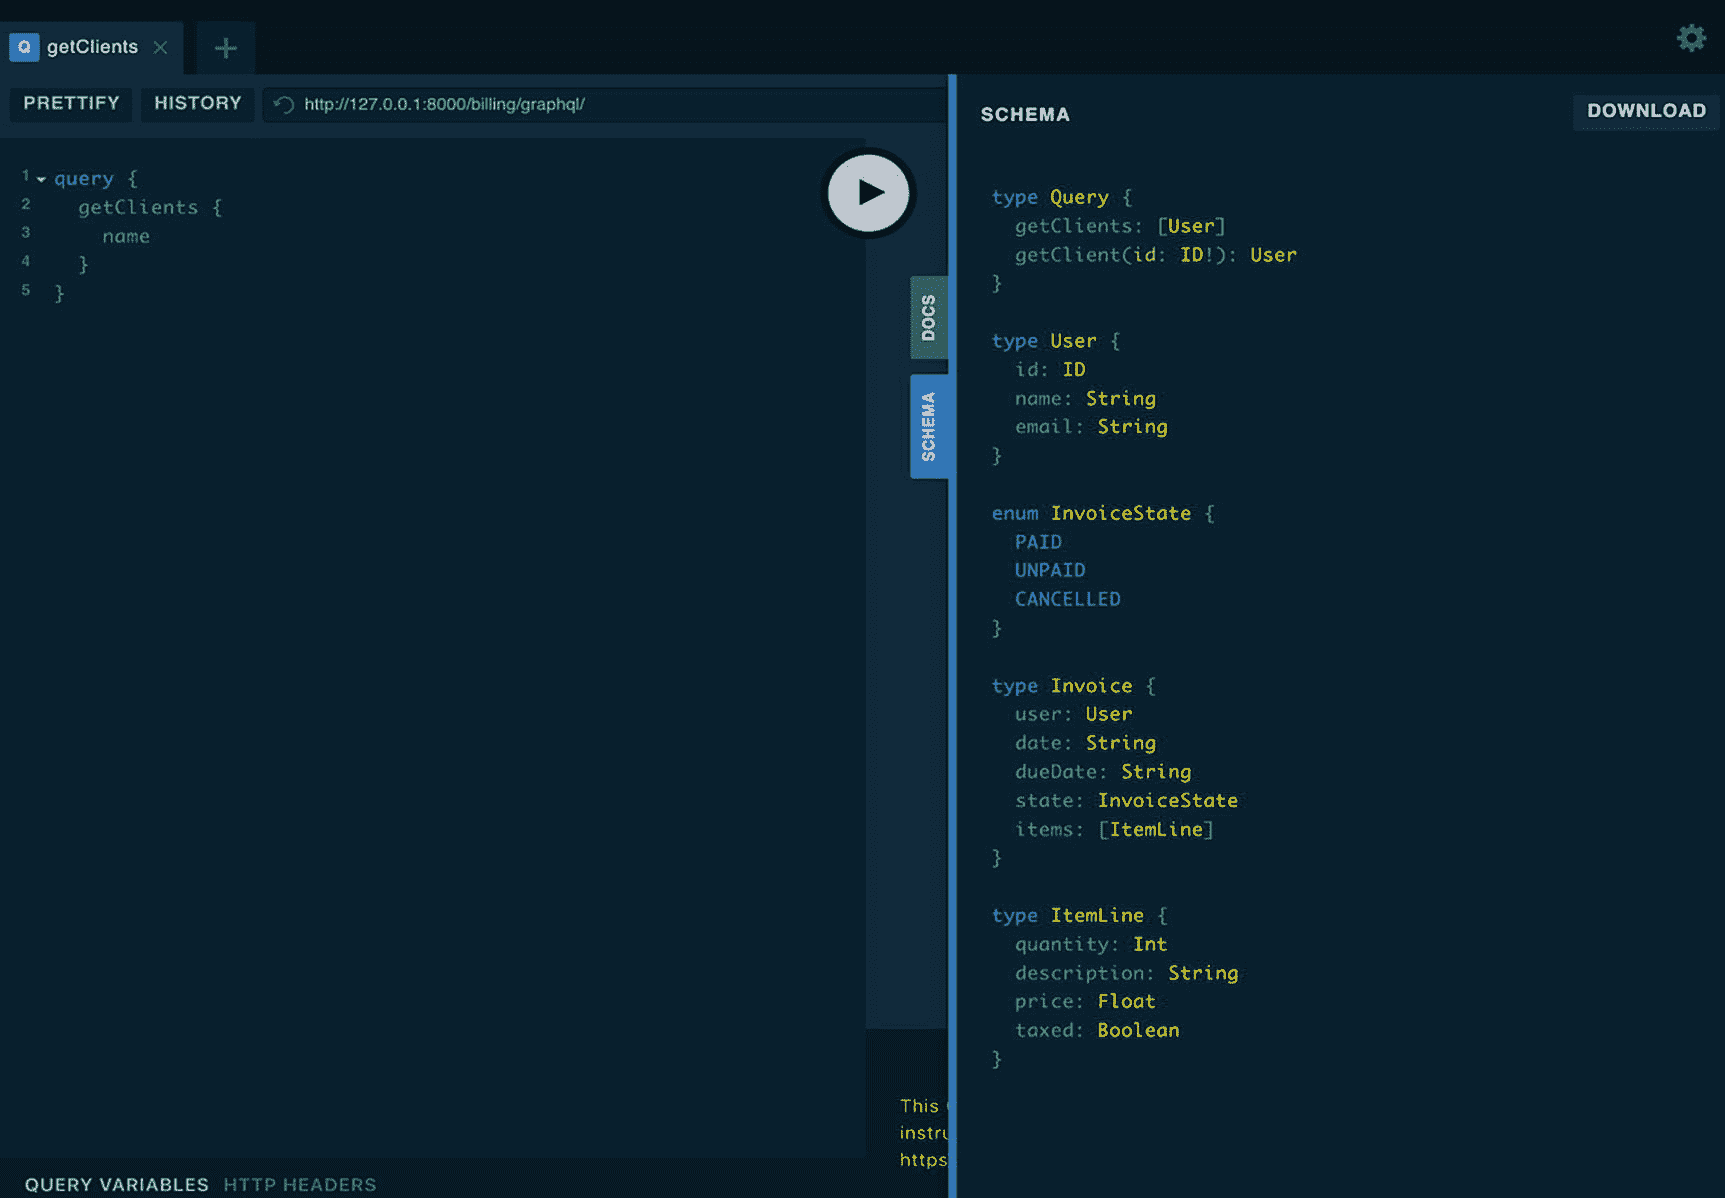 Q getClients
PRETTIFY HISTORY http://127.0.0.1:8000/billing/graphql/
1 query {
2 getClients {
3 name
4 }
5 }
DOCS
SCHEMA
This
instru
https
QUERY VARIABLES HTTP HEADERS
SCHEMA DOWNLOAD
type Query {
getClients: [User]
getClient(id: ID!): User
}
type User {
id: ID
name: String
email: String
}
enum InvoiceState {
PAID
UNPAID
CANCELLED
}
type Invoice {
user: User
date: String
dueDate: String
state: InvoiceState
items: [ItemLine]
}
type ItemLine {
quantity: Int
description: String
price: Float
taxed: Boolean
}